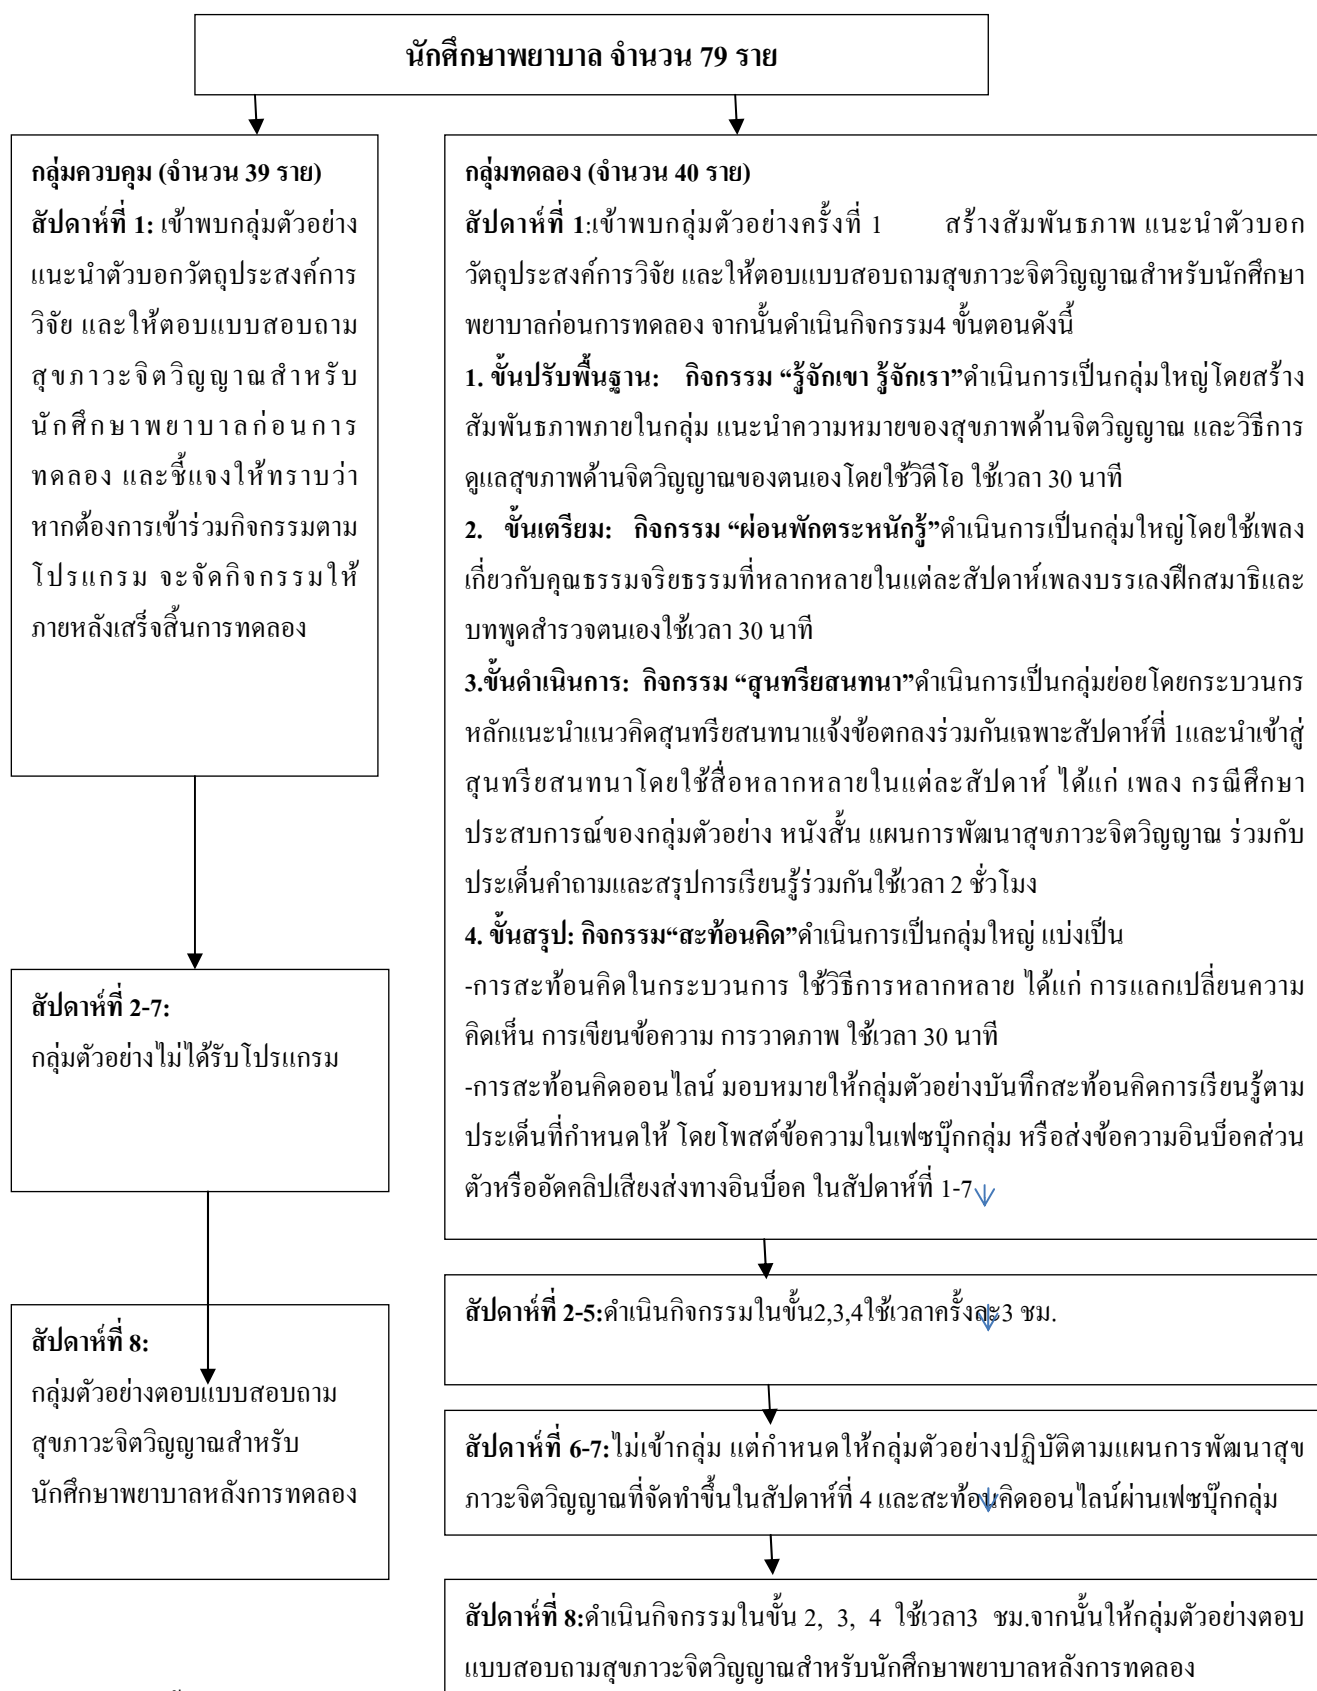 นักศึกษาพยาบาล จำนวน 79 ราย
กลุ่มควบคุม (จำนวน 39 ราย)
สัปดาห์ที่ 1: เข้าพบกลุ่มตัวอย่าง
แนะนำตัวบอกวัตถุประสงค์การ
วิจัย และให้ตอบแบบสอบถาม
สุขภาวะจิตวิญญาณสำหรับ
นักศึกษาพยาบาลก่อนการ
ทดลอง และชี้แจงให้ทราบว่า
หากต้องการเข้าร่วมกิจกรรมตาม
โปรแกรม จะจัดกิจกรรมให้
ภายหลังเสร็จสิ้นการทดลอง
สัปดาห์ที่ 2-7:
กลุ่มตัวอย่างไม่ได้รับโปรแกรม
สัปดาห์ที่ 8:
กลุ่มตัวอย่างตอบแบบสอบถาม
สุขภาวะจิตวิญญาณสำหรับ
นักศึกษาพยาบาลหลังการทดลอง
กลุ่มทดลอง (จำนวน 40 ราย)
สัปดาห์ที่ 1:เข้าพบกลุ่มตัวอย่างครั้งที่ 1 สร้างสัมพันธภาพ แนะนำตัวบอก
วัตถุประสงค์การวิจัย และให้ตอบแบบสอบถามสุขภาวะจิตวิญญาณสำหรับนักศึกษา
พยาบาลก่อนการทดลอง จากนั้นดำเนินกิจกรรม4 ขั้นตอนดังนี้
1. ขั้นปรับพื้นฐาน: กิจกรรม “รู้จักเขา รู้จักเรา”ดำเนินการเป็นกลุ่มใหญ่โดยสร้าง
สัมพันธภาพภายในกลุ่ม แนะนำความหมายของสุขภาพด้านจิตวิญญาณ และวิธีการ
ดูแลสุขภาพด้านจิตวิญญาณของตนเองโดยใช้วิดีโอ ใช้เวลา 30 นาที
2. ขั้นเตรียม: กิจกรรม “ผ่อนพักตระหนักรู้”ดำเนินการเป็นกลุ่มใหญ่โดยใช้เพลง
เกี่ยวกับคุณธรรมจริยธรรมที่หลากหลายในแต่ละสัปดาห์เพลงบรรเลงฝึกสมาธิและ
บทพูดสำรวจตนเองใช้เวลา 30 นาที
3.ขั้นดำเนินการ: กิจกรรม “สุนทรียสนทนา”ดำเนินการเป็นกลุ่มย่อยโดยกระบวนกร
หลักแนะนำแนวคิดสุนทรียสนทนาแจ้งข้อตกลงร่วมกันเฉพาะสัปดาห์ที่ 1และนำเข้าสู่
สุนทรียสนทนาโดยใช้สื่อหลากหลายในแต่ละสัปดาห์ ได้แก่ เพลง กรณีศึกษา
ประสบการณ์ของกลุ่มตัวอย่าง หนังสั้น แผนการพัฒนาสุขภาวะจิตวิญญาณ ร่วมกับ
ประเด็นคำถามและสรุปการเรียนรู้ร่วมกันใช้เวลา 2 ชั่วโมง
4. ขั้นสรุป: กิจกรรม“สะท้อนคิด”ดำเนินการเป็นกลุ่มใหญ่ แบ่งเป็น
-การสะท้อนคิดในกระบวนการ ใช้วิธีการหลากหลาย ได้แก่ การแลกเปลี่ยนความ
คิดเห็น การเขียนข้อความ การวาดภาพ ใช้เวลา 30 นาที
-การสะท้อนคิดออนไลน์ มอบหมายให้กลุ่มตัวอย่างบันทึกสะท้อนคิดการเรียนรู้ตาม
ประเด็นที่กำหนดให้ โดยโพสต์ข้อความในเฟซบุ๊กกลุ่ม หรือส่งข้อความอินบ็อคส่วน
ตัวหรืออัดคลิปเสียงส่งทางอินบ็อค ในสัปดาห์ที่ 1-7
สัปดาห์ที่ 2-5:ดำเนินกิจกรรมในขั้น2,3,4ใช้เวลาครั้งละ3 ชม.
สัปดาห์ที่ 6-7:ไม่เข้ากลุ่ม แต่กำหนดให้กลุ่มตัวอย่างปฏิบัติตามแผนการพัฒนาสุข
ภาวะจิตวิญญาณที่จัดทำขึ้นในสัปดาห์ที่ 4 และสะท้อนคิดออนไลน์ผ่านเฟซบุ๊กกลุ่ม
สัปดาห์ที่ 8:ดำเนินกิจกรรมในขั้น 2, 3, 4 ใช้เวลา3 ชม.จากนั้นให้กลุ่มตัวอย่างตอบ
แบบสอบถามสุขภาวะจิตวิญญาณสำหรับนักศึกษาพยาบาลหลังการทดลอง